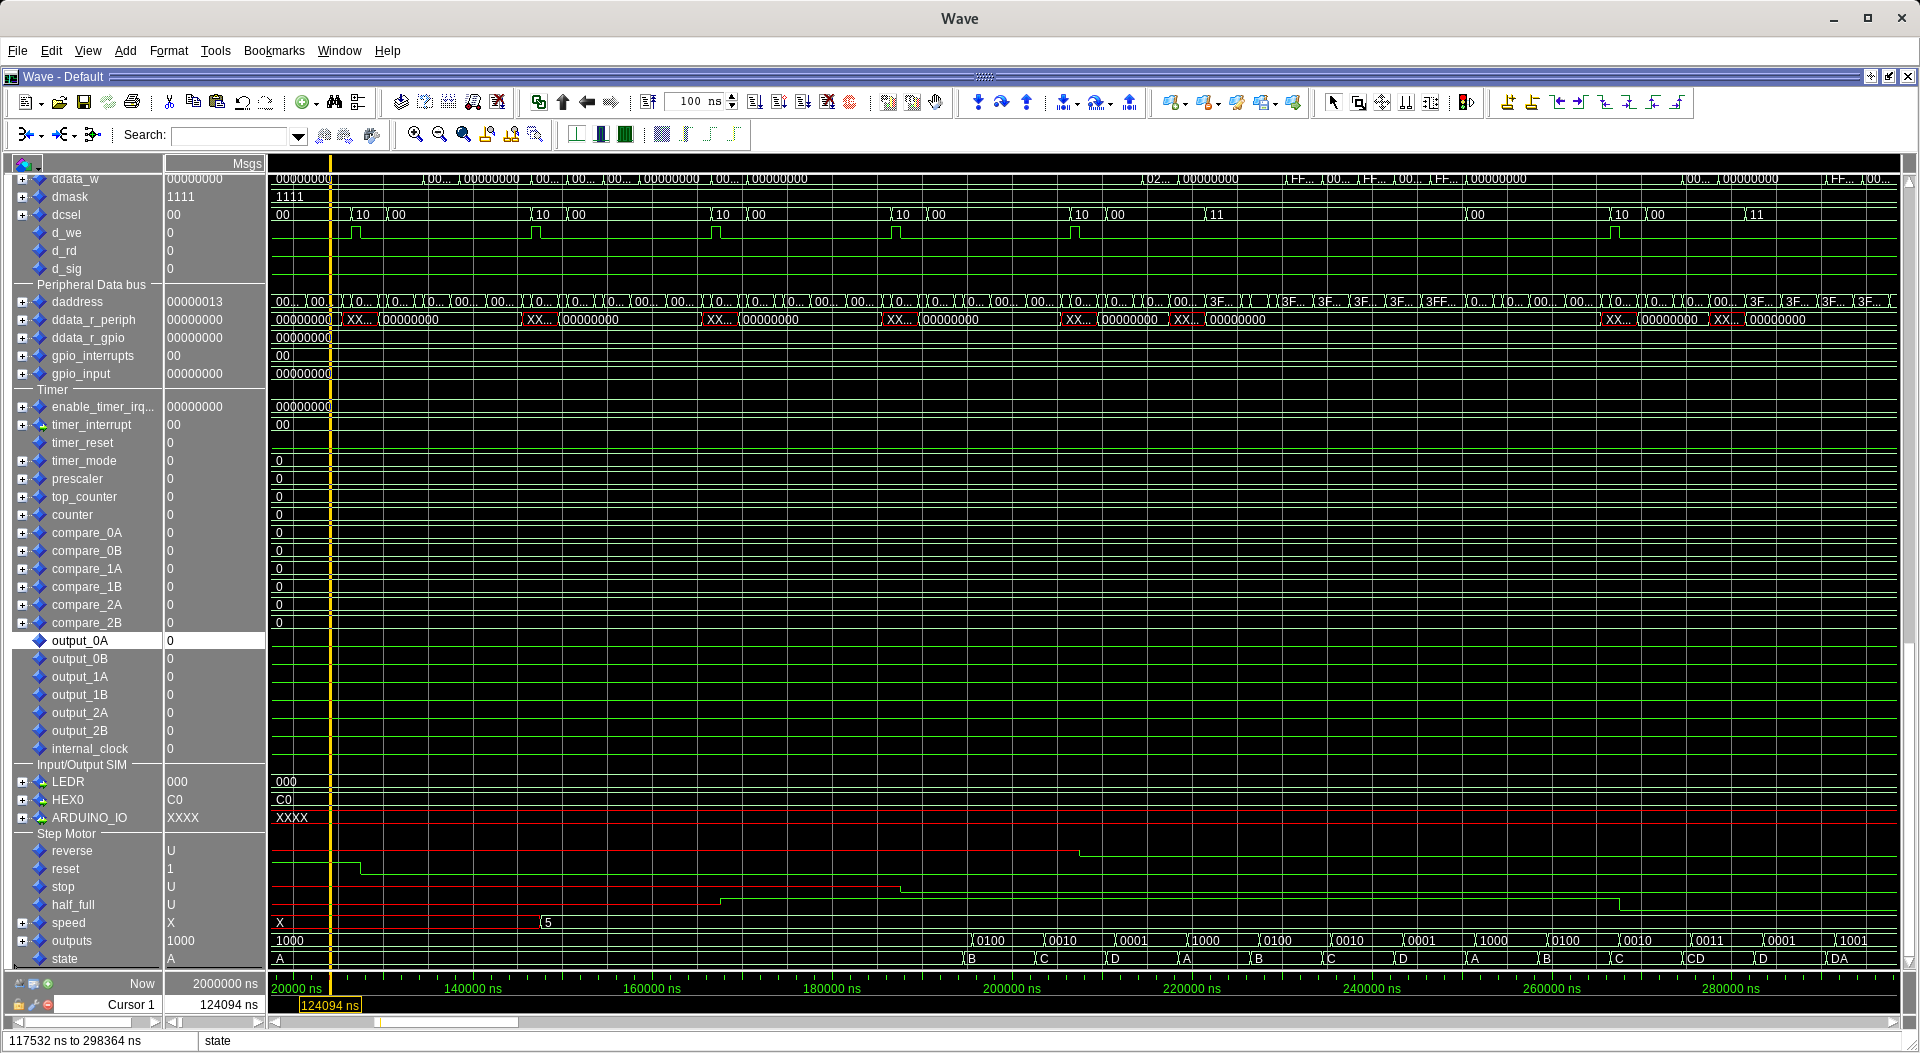 Wave
File Edit View Add Format Tools Bookmarks Window Help
Wave - Default
100 ns
Search:
Msgs
ddata_w 00000000 00000000 00... 00000000 00... 00... 00... 00000000 00... 00000000 02... 00000000 FF... 00... FF... 00... FF... 00000000 00... 00000000 FF... 00...
dmask 1111 1111
dcsel 00 00 10 00 10 00 10 00 10 00 10 00 11 00 10 00 11
d_we 0
d_rd 0
d_sig 0
Peripheral Data bus
daddress 00000013 00... 00... 0... 0... 0... 00... 00... 0... 0... 0... 00... 00... 0... 0... 0... 00... 00... 0... 0... 0... 00... 00... 0... 0... 0... 00... 3F... 3F... 3F... 3F... 3F... 3FF... 0... 0... 00... 00... 0... 0... 0... 00... 3F... 3F... 3F... 3F...
ddata_r_periph 00000000 00000000 XX... 00000000 XX... 00000000 XX... 00000000 XX... 00000000 XX... 00000000 XX... 00000000 XX... 00000000 XX... 00000000
ddata_r_gpio 00000000 00000000
gpio_interrupts 00 00
gpio_input 00000000 00000000
Timer
enable_timer_irq... 00000000 00000000
timer_interrupt 00 00
timer_reset 0
timer_mode 0 0
prescaler 0 0
top_counter 0 0
counter 0 0
compare_0A 0 0
compare_0B 0 0
compare_1A 0 0
compare_1B 0 0
compare_2A 0 0
compare_2B 0 0
output_0A 0
output_0B 0
output_1A 0
output_1B 0
output_2A 0
output_2B 0
internal_clock 0
Input/Output SIM
LEDR 000 000
HEX0 C0 C0
ARDUINO_IO XXXX XXXX
Step Motor
reverse U
reset 1
stop U
half_full U
speed X X 5
outputs 1000 1000 0100 0010 0001 1000 0100 0010 0001 1000 0100 0010 0011 0001 1001
state A A B C D A B C D A B C CD D DA
Now 2000000 ns 20000 ns 140000 ns 160000 ns 180000 ns 200000 ns 220000 ns 240000 ns 260000 ns 280000 ns
Cursor 1 124094 ns 124094 ns
117532 ns to 298364 ns state